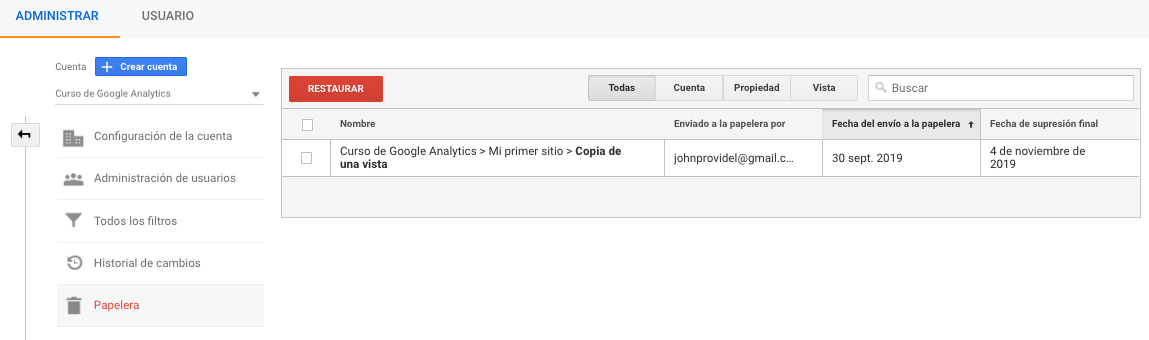 ADMINISTRAR USUARIO
Cuenta Crear cuenta
Curso de Google Analytics
Configuración de la cuenta
Administración de usuarios
Todos los filtros
Historial de cambios
Papelera
RESTAURAR Todas Cuenta Propiedad Vista Buscar
Nombre Enviado a la papelera por Fecha del envío a la papelera Fecha de supresión final
Curso de Google Analytics > Mi primer sitio > Copia de
una vista
johnprovidel@gmail.c...
30 sept. 2019
4 de noviembre de
2019